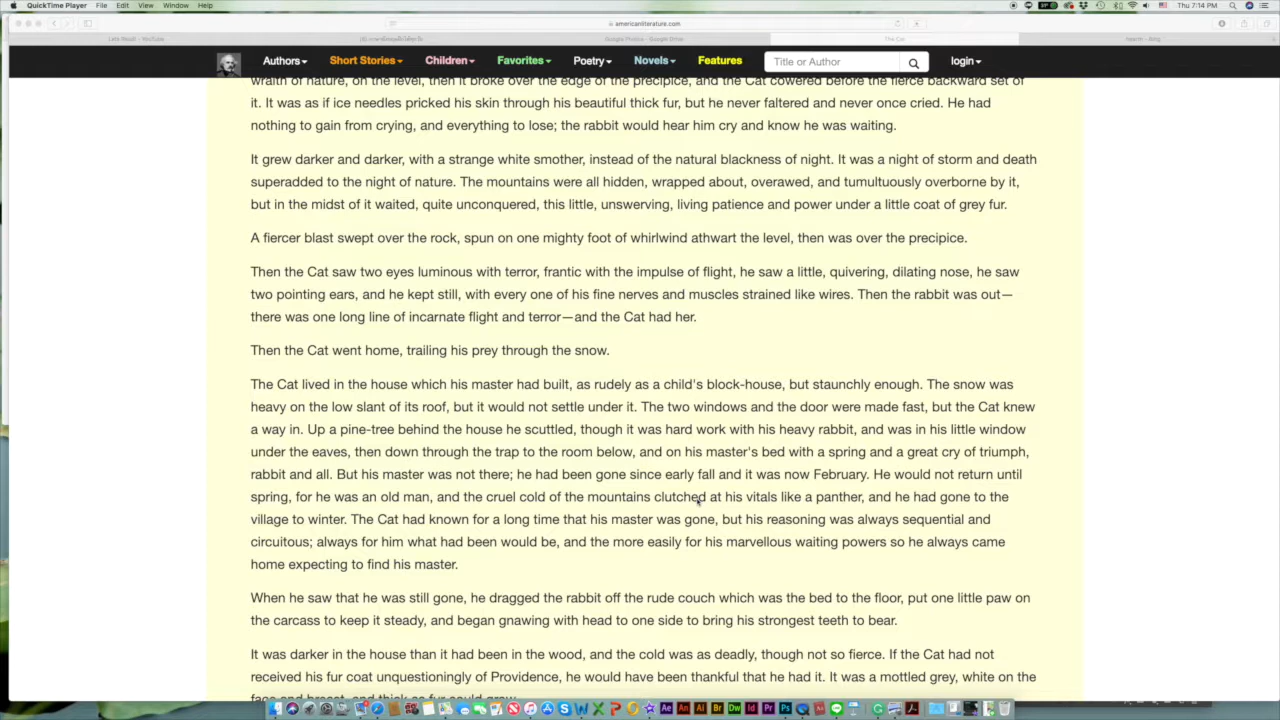 QuickTime Player File Edit View Window Help
Thu 7:14 PM
americanliterature.com
Google Photos - Google Drive
The Cat
Authors Short Stories Children Favorites Poetry Novels Features Title or Author login
wraith of nature, on the level, then it broke over the edge of the precipice, and the Cat cowered before the fierce backward set of
it. It was as if ice needles pricked his skin through his beautiful thick fur, but he never faltered and never once cried. He had
nothing to gain from crying, and everything to lose; the rabbit would hear him cry and know he was waiting.
It grew darker and darker, with a strange white smother, instead of the natural blackness of night. It was a night of storm and death
superadded to the night of nature. The mountains were all hidden, wrapped about, overawed, and tumultuously overborne by it,
but in the midst of it waited, quite unconquered, this little, unswerving, living patience and power under a little coat of grey fur.
A fiercer blast swept over the rock, spun on one mighty foot of whirlwind athwart the level, then was over the precipice.
Then the Cat saw two eyes luminous with terror, frantic with the impulse of flight, he saw a little, quivering, dilating nose, he saw
two pointing ears, and he kept still, with every one of his fine nerves and muscles strained like wires. Then the rabbit was out—
there was one long line of incarnate flight and terror—and the Cat had her.
Then the Cat went home, trailing his prey through the snow.
The Cat lived in the house which his master had built, as rudely as a child's block-house, but staunchly enough. The snow was
heavy on the low slant of its roof, but it would not settle under it. The two windows and the door were made fast, but the Cat knew
a way in. Up a pine-tree behind the house he scuttled, though it was hard work with his heavy rabbit, and was in his little window
under the eaves, then down through the trap to the room below, and on his master's bed with a spring and a great cry of triumph,
rabbit and all. But his master was not there; he had been gone since early fall and it was now February. He would not return until
spring, for he was an old man, and the cruel cold of the mountains clutched at his vitals like a panther, and he had gone to the
village to winter. The Cat had known for a long time that his master was gone, but his reasoning was always sequential and
circuitous; always for him what had been would be, and the more easily for his marvellous waiting powers so he always came
home expecting to find his master.
When he saw that he was still gone, he dragged the rabbit off the rude couch which was the bed to the floor, put one little paw on
the carcass to keep it steady, and began gnawing with head to one side to bring his strongest teeth to bear.
It was darker in the house than it had been in the wood, and the cold was as deadly, though not so fierce. If the Cat had not
received his fur coat unquestioningly of Providence, he would have been thankful that he had it. It was a mottled grey, white on the
face and breast, and thick as fur could grow.